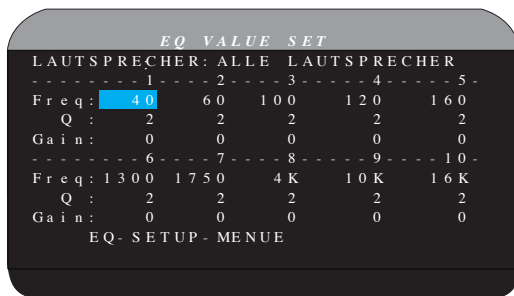 EQ VALUE SET
LAUTSPRECHER: ALLE LAUTSPRECHER
- - - - - - - - 1 - - - - 2 - - - - 3 - - - - - 4 - - - - - 5 -
Freq: 40 60 100 120 160
Q : 2 2 2 2 2
Gain: 0 0 0 0 0
- - - - - - - - 6 - - - - 7 - - - - 8 - - - - - 9 - - - - 10 -
Freq: 1300 1750 4K 10K 16K
Q : 2 2 2 2 2
Gain: 0 0 0 0 0
EQ-SETUP-MENUE